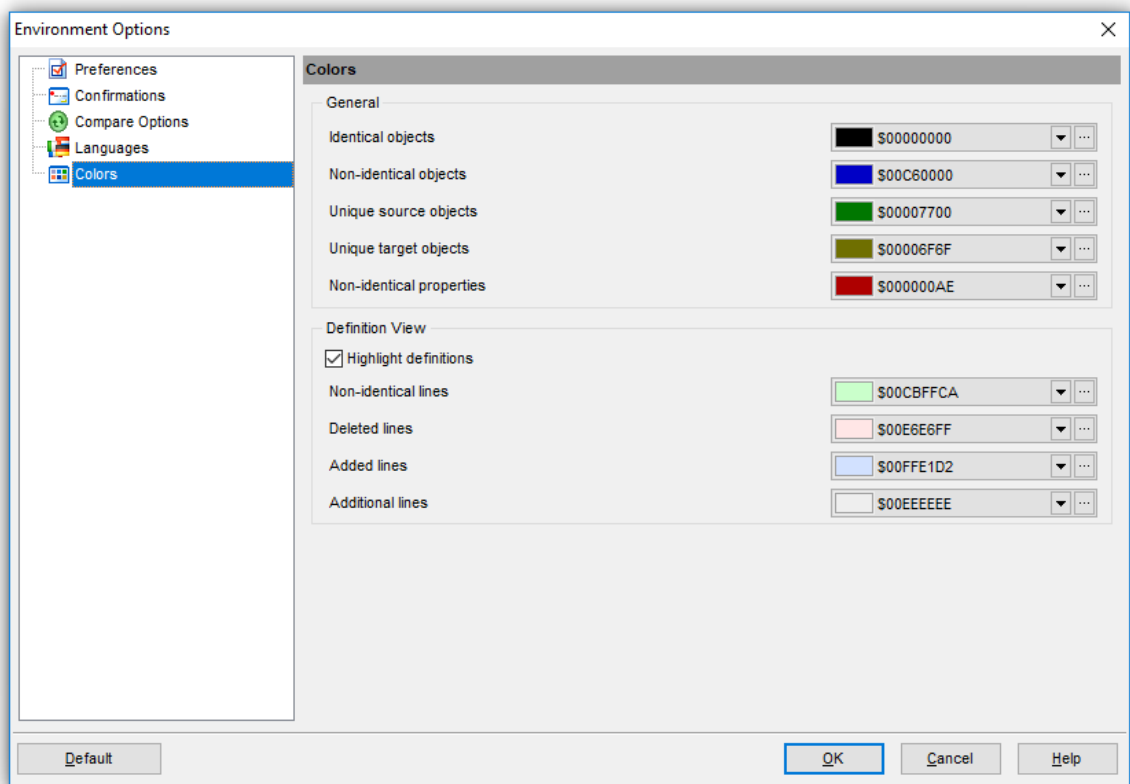 Environment Options
Preferences
Confirmations
Compare Options
Languages
Colors
Colors
General
Identical objects $00000000
Non-identical objects $00C60000
Unique source objects $00007700
Unique target objects $00006F6F
Non-identical properties $000000AE
Definition View
Highlight definitions
Non-identical lines $00CBFFCA
Deleted lines $00E6E6FF
Added lines $00FFE1D2
Additional lines $00EEEEEE
Default OK Cancel Help